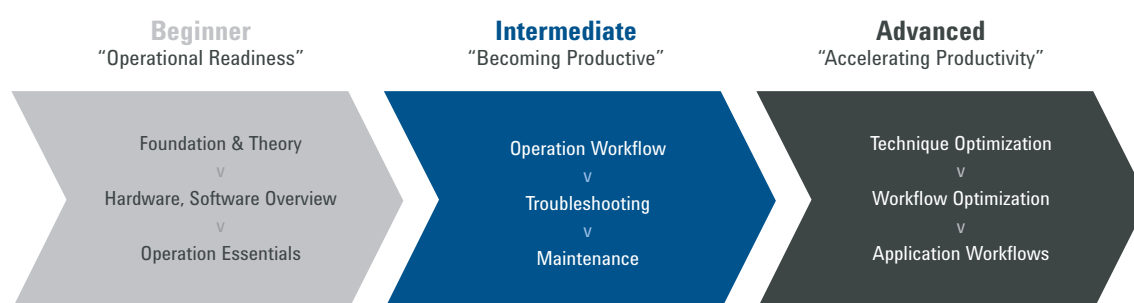 Beginner
“Operational Readiness”
Foundation & Theory
v
Hardware, Software Overview
v
Operation Essentials
Intermediate
“Becoming Productive”
Operation Workflow
v
Troubleshooting
v
Maintenance
Advanced
“Accelerating Productivity”
Technique Optimization
v
Workflow Optimization
v
Application Workflows